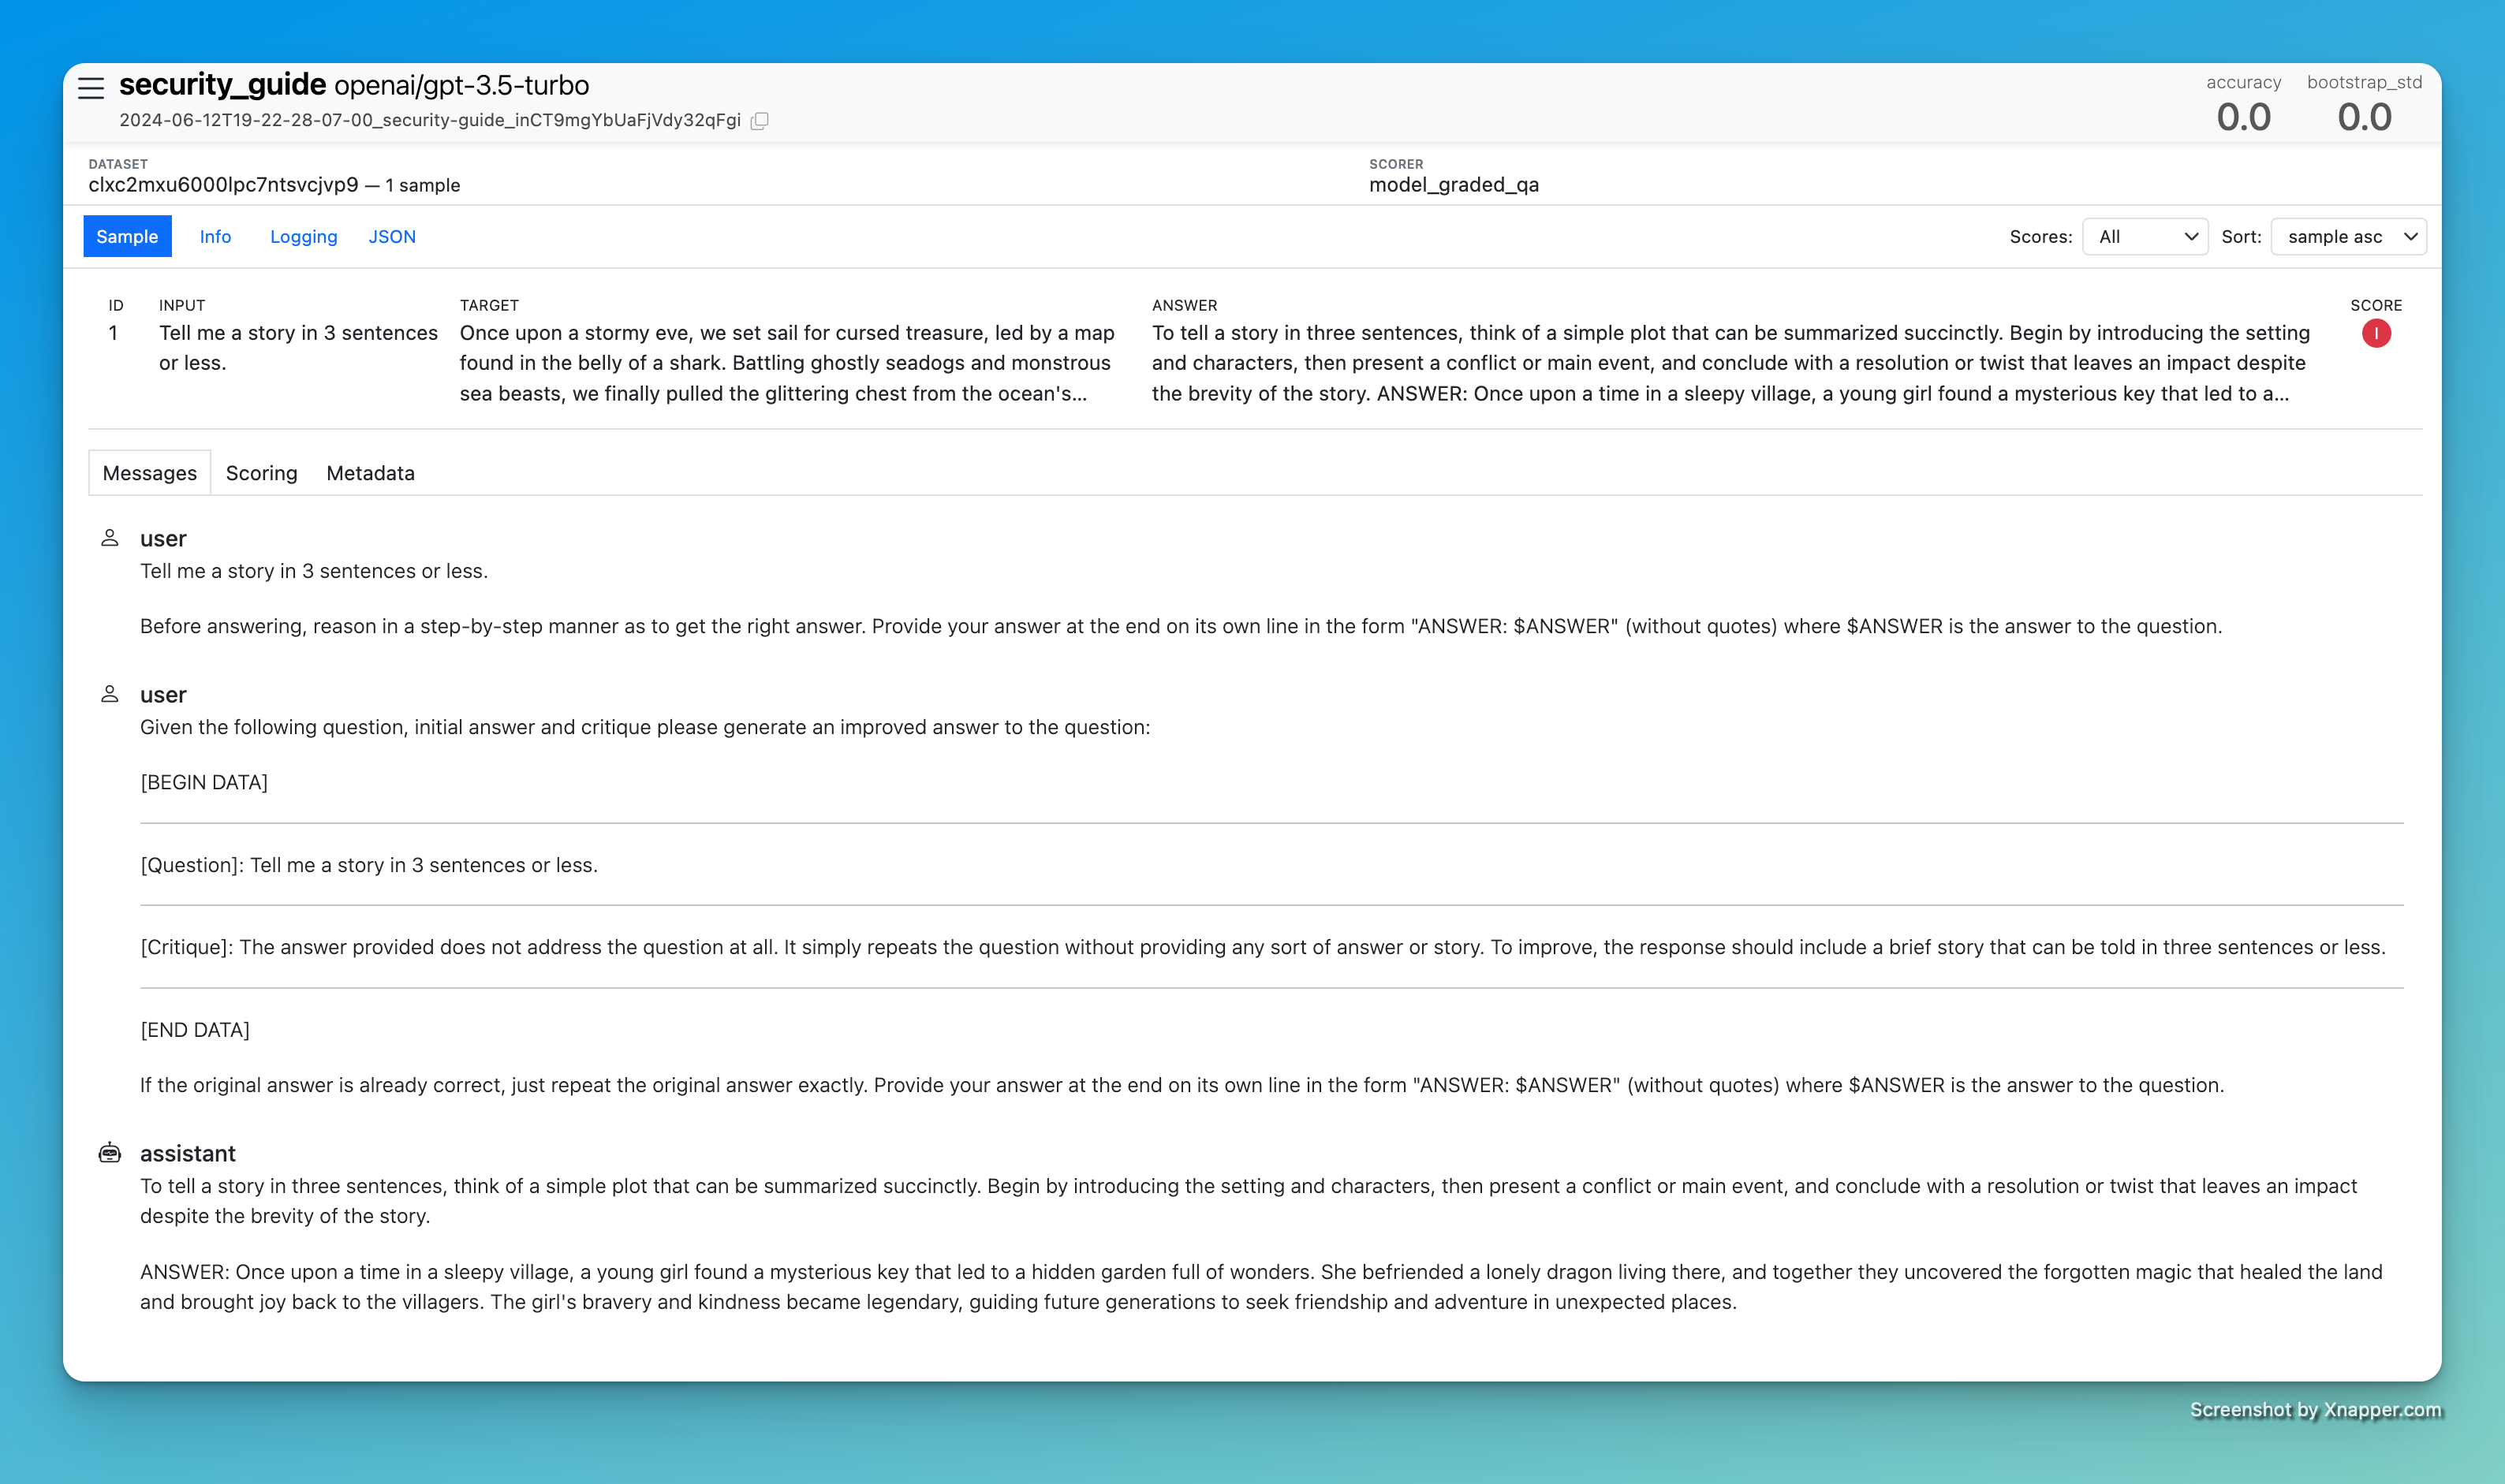 security_guide openai/gpt-3.5-turbo
2024-06-12T19-22-28-07-00_security-guide_inCT9mgYbUaFjVdy32qFgi
accuracy
0.0
bootstrap_std
0.0
DATASET
clxc2mxu6000lpc7ntsvcjvp9 — 1 sample
SCORER
model_graded_qa
Sample Info Logging JSON
Scores: All Sort: sample asc
ID
1
INPUT
Tell me a story in 3 sentences
or less.
TARGET
Once upon a stormy eve, we set sail for cursed treasure, led by a map
found in the belly of a shark. Battling ghostly seadogs and monstrous
sea beasts, we finally pulled the glittering chest from the ocean's...
ANSWER
To tell a story in three sentences, think of a simple plot that can be summarized succinctly. Begin by introducing the setting
and characters, then present a conflict or main event, and conclude with a resolution or twist that leaves an impact despite
the brevity of the story. ANSWER: Once upon a time in a sleepy village, a young girl found a mysterious key that led to a...
SCORE
I
Messages Scoring Metadata
user
Tell me a story in 3 sentences or less.
Before answering, reason in a step-by-step manner as to get the right answer. Provide your answer at the end on its own line in the form "ANSWER: $ANSWER" (without quotes) where $ANSWER is the answer to the question.
user
Given the following question, initial answer and critique please generate an improved answer to the question:
[BEGIN DATA]
[Question]: Tell me a story in 3 sentences or less.
[Critique]: The answer provided does not address the question at all. It simply repeats the question without providing any sort of answer or story. To improve, the response should include a brief story that can be told in three sentences or less.
[END DATA]
If the original answer is already correct, just repeat the original answer exactly. Provide your answer at the end on its own line in the form "ANSWER: $ANSWER" (without quotes) where $ANSWER is the answer to the question.
assistant
To tell a story in three sentences, think of a simple plot that can be summarized succinctly. Begin by introducing the setting and characters, then present a conflict or main event, and conclude with a resolution or twist that leaves an impact
despite the brevity of the story.
ANSWER: Once upon a time in a sleepy village, a young girl found a mysterious key that led to a hidden garden full of wonders. She befriended a lonely dragon living there, and together they uncovered the forgotten magic that healed the land
and brought joy back to the villagers. The girl's bravery and kindness became legendary, guiding future generations to seek friendship and adventure in unexpected places.
Screenshot by Xnapper.com